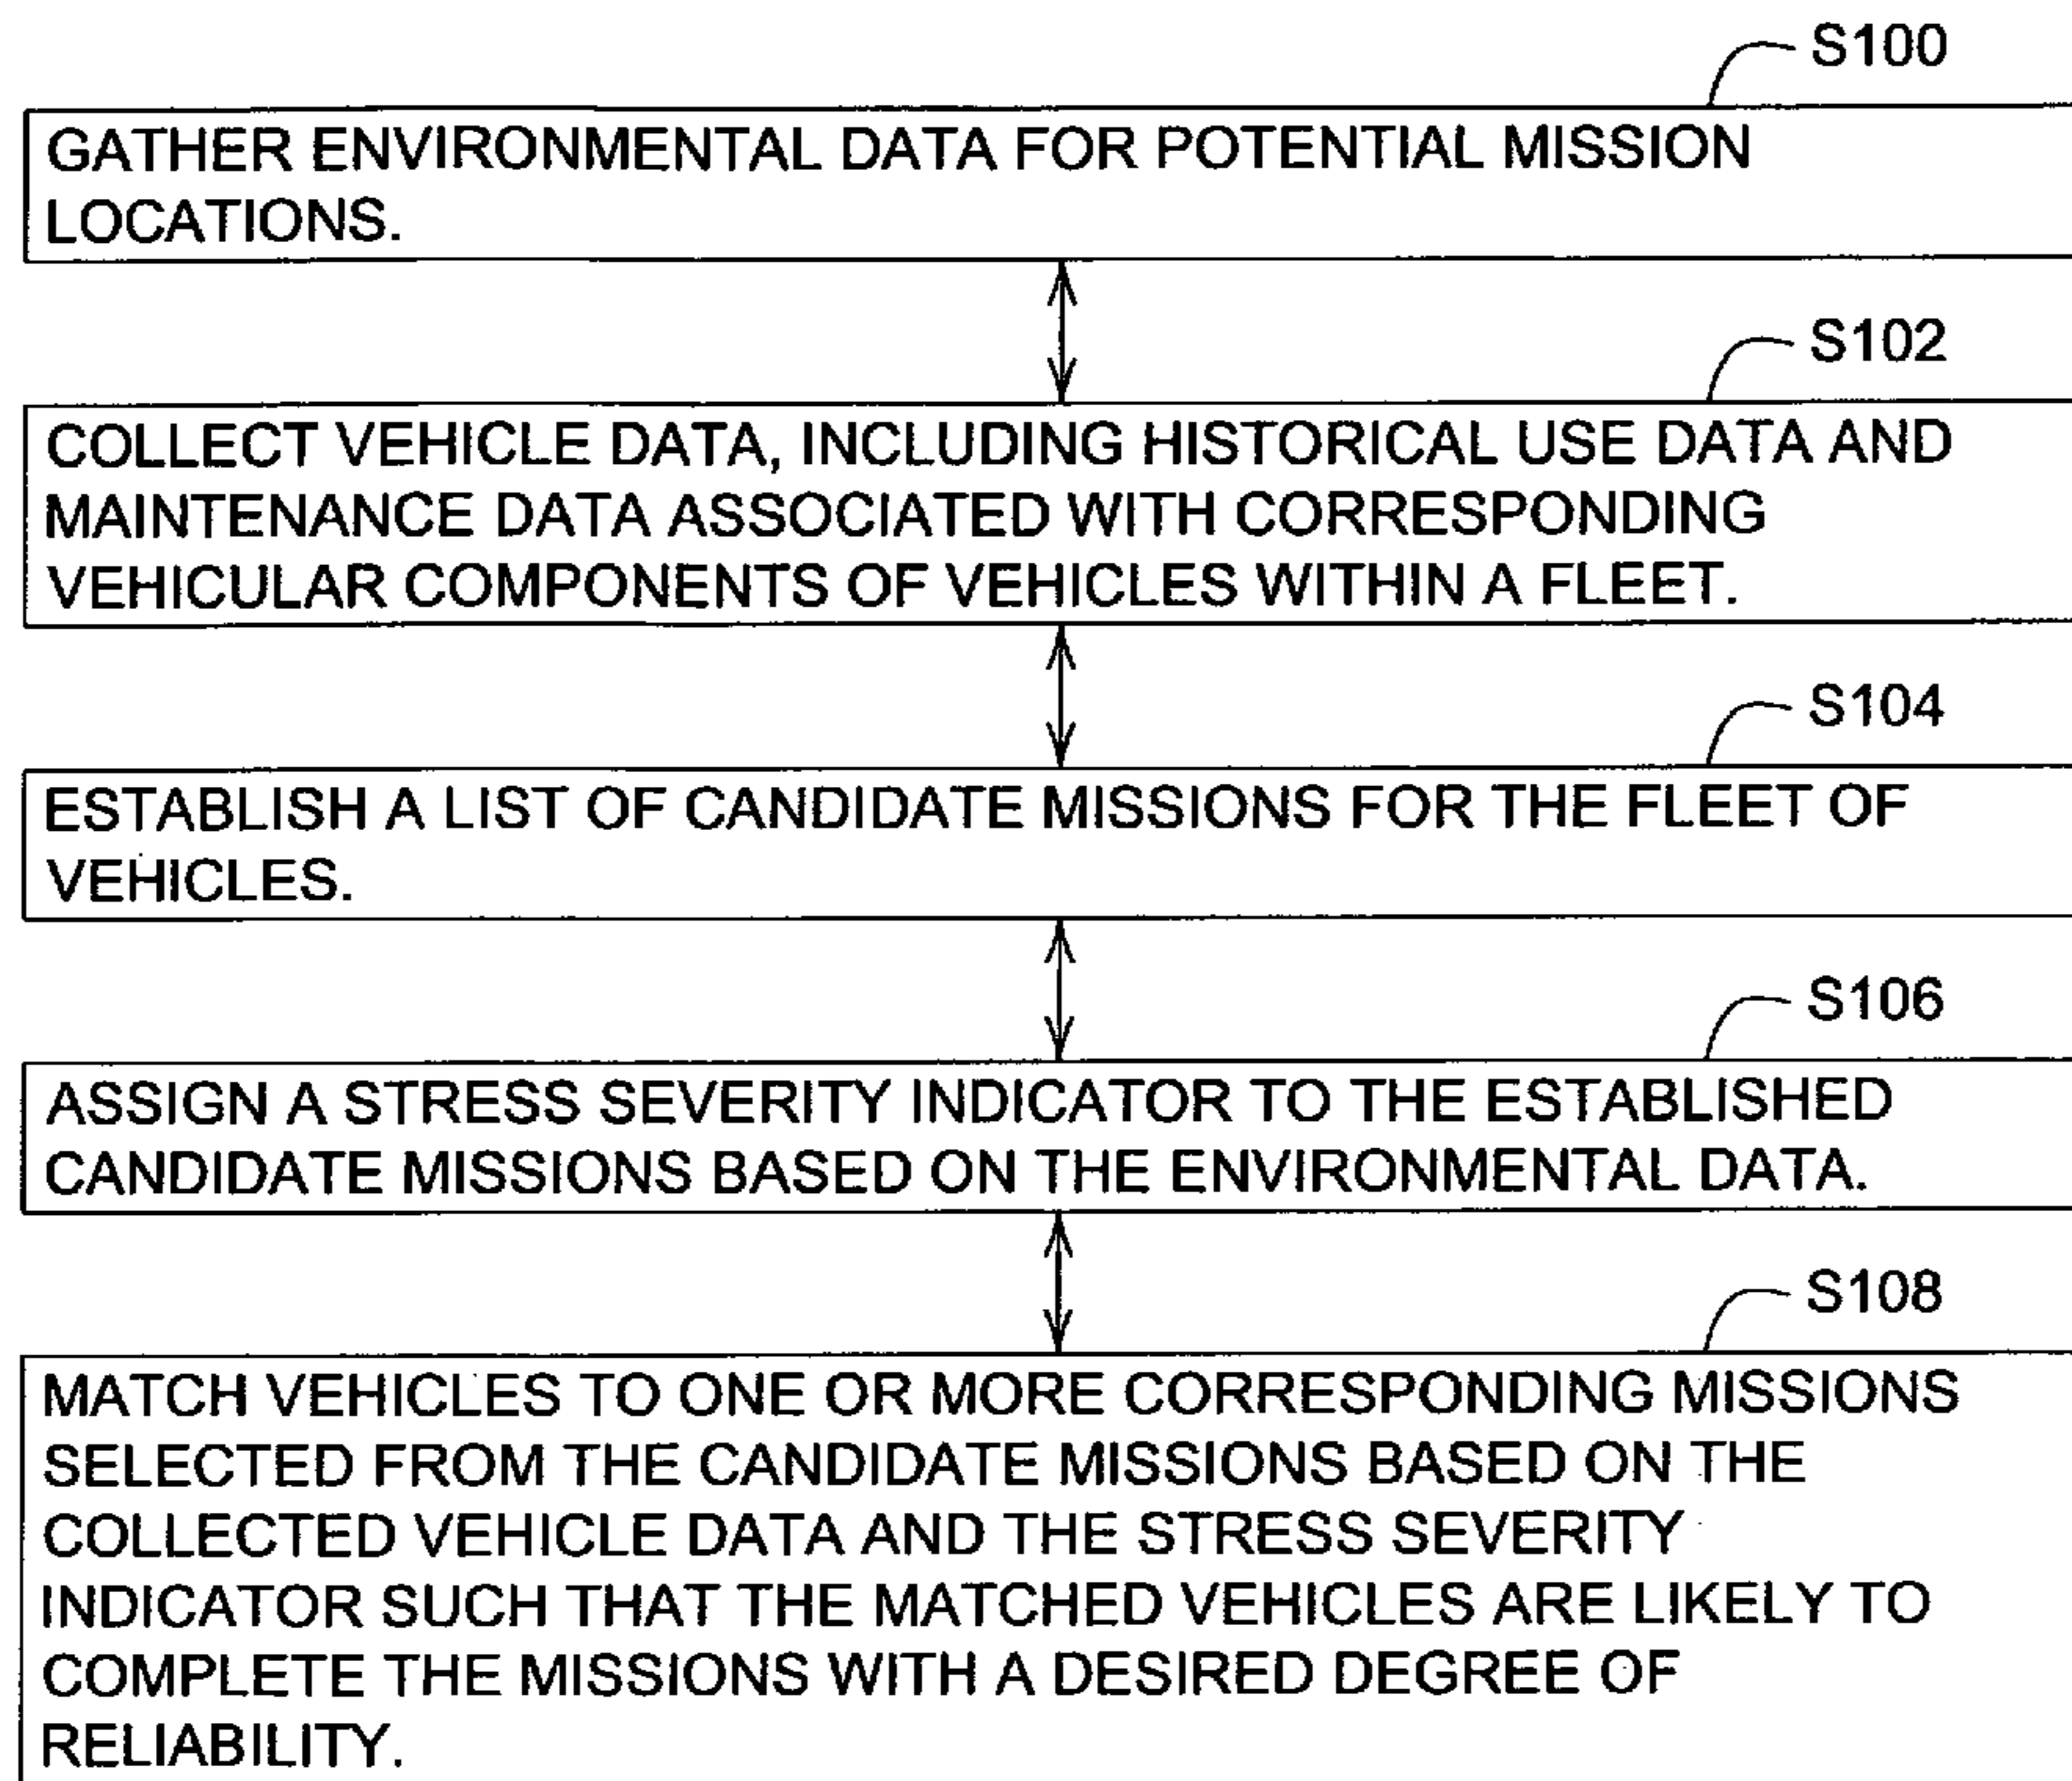 S100
GATHER ENVIRONMENTAL DATA FOR POTENTIAL MISSION
LOCATIONS.
S102
COLLECT VEHICLE DATA, INCLUDING HISTORICAL USE DATA AND
MAINTENANCE DATA ASSOCIATED WITH CORRESPONDING
VEHICULAR COMPONENTS OF VEHICLES WITHIN A FLEET.
S104
ESTABLISH A LIST OF CANDIDATE MISSIONS FOR THE FLEET OF
VEHICLES.
S106
ASSIGN A STRESS SEVERITY INDICATOR TO THE ESTABLISHED
CANDIDATE MISSIONS BASED ON THE ENVIRONMENTAL DATA.
S108
MATCH VEHICLES TO ONE OR MORE CORRESPONDING MISSIONS
SELECTED FROM THE CANDIDATE MISSIONS BASED ON THE
COLLECTED VEHICLE DATA AND THE STRESS SEVERITY
INDICATOR SUCH THAT THE MATCHED VEHICLES ARE LIKELY TO
COMPLETE THE MISSIONS WITH A DESIRED DEGREE OF
RELIABILITY.